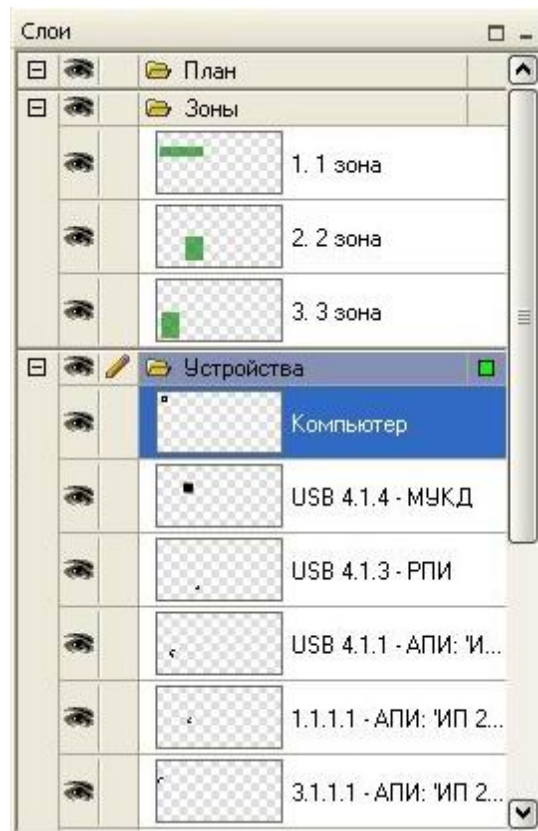 Слои
План
Зоны
1. 1 зона
2. 2 зона
3. 3 зона
Устройства
Компьютер
USB 4.1.4 - МУКД
USB 4.1.3 - РПИ
USB 4.1.1 - АПИ: 'И...
1.1.1.1 - АПИ: 'ИП 2...
3.1.1.1 - АПИ: 'ИП 2...